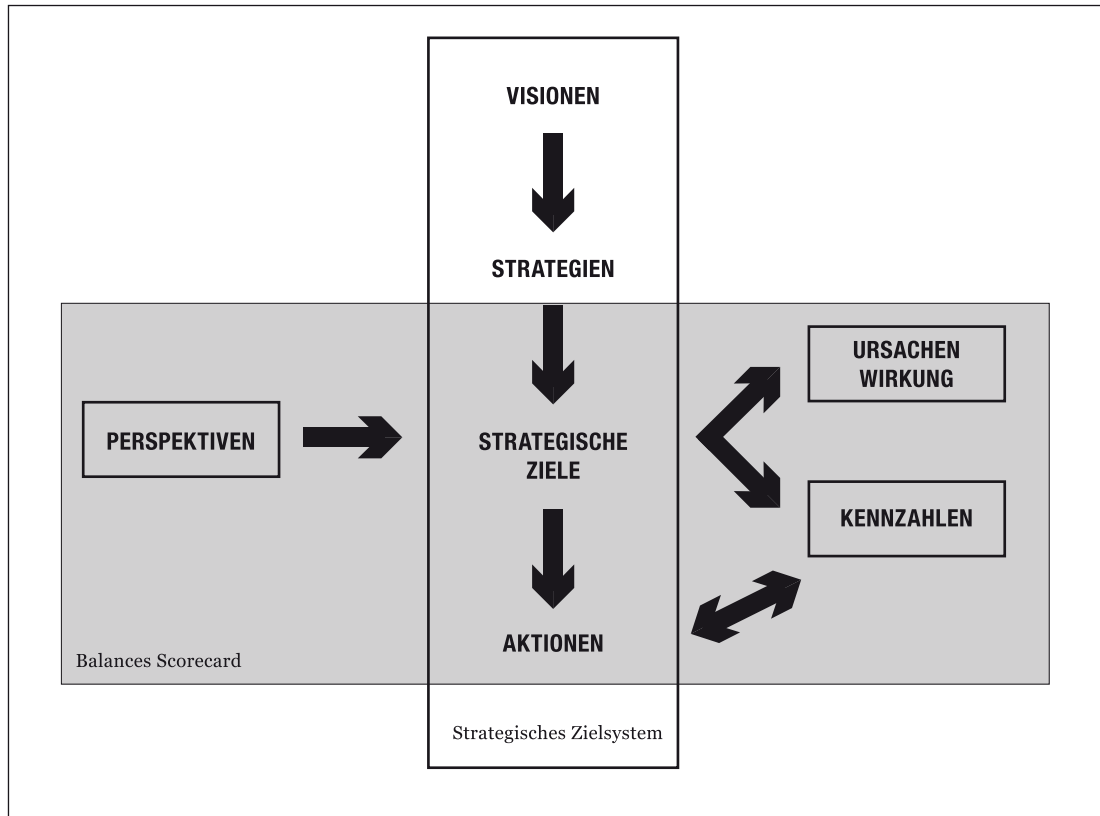 VISIONEN
STRATEGIEN
URSACHEN
WIRKUNG
PERSPEKTIVEN
STRATEGISCHE
ZIELE
KENNZAHLEN
AKTIONEN
Balances Scorecard
Strategisches Zielsystem